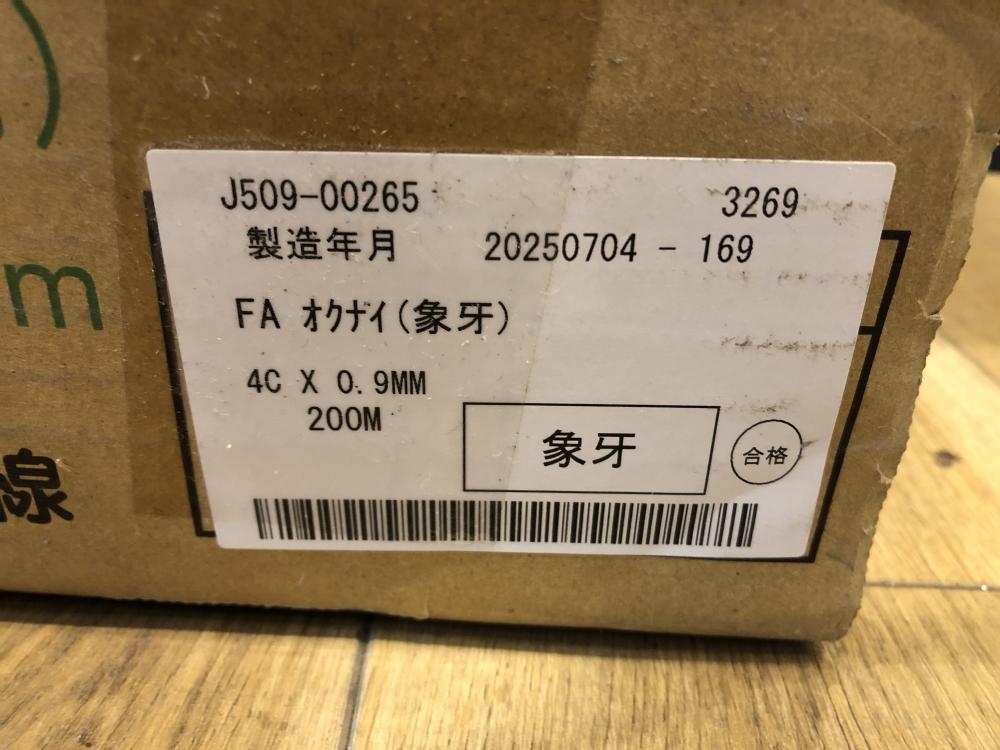 )
m
線
J509-00265 3269
製造年月 20250704 - 169
FA ｵｸﾅｲ(象牙)
4C X 0.9MM
200M
象牙
合格